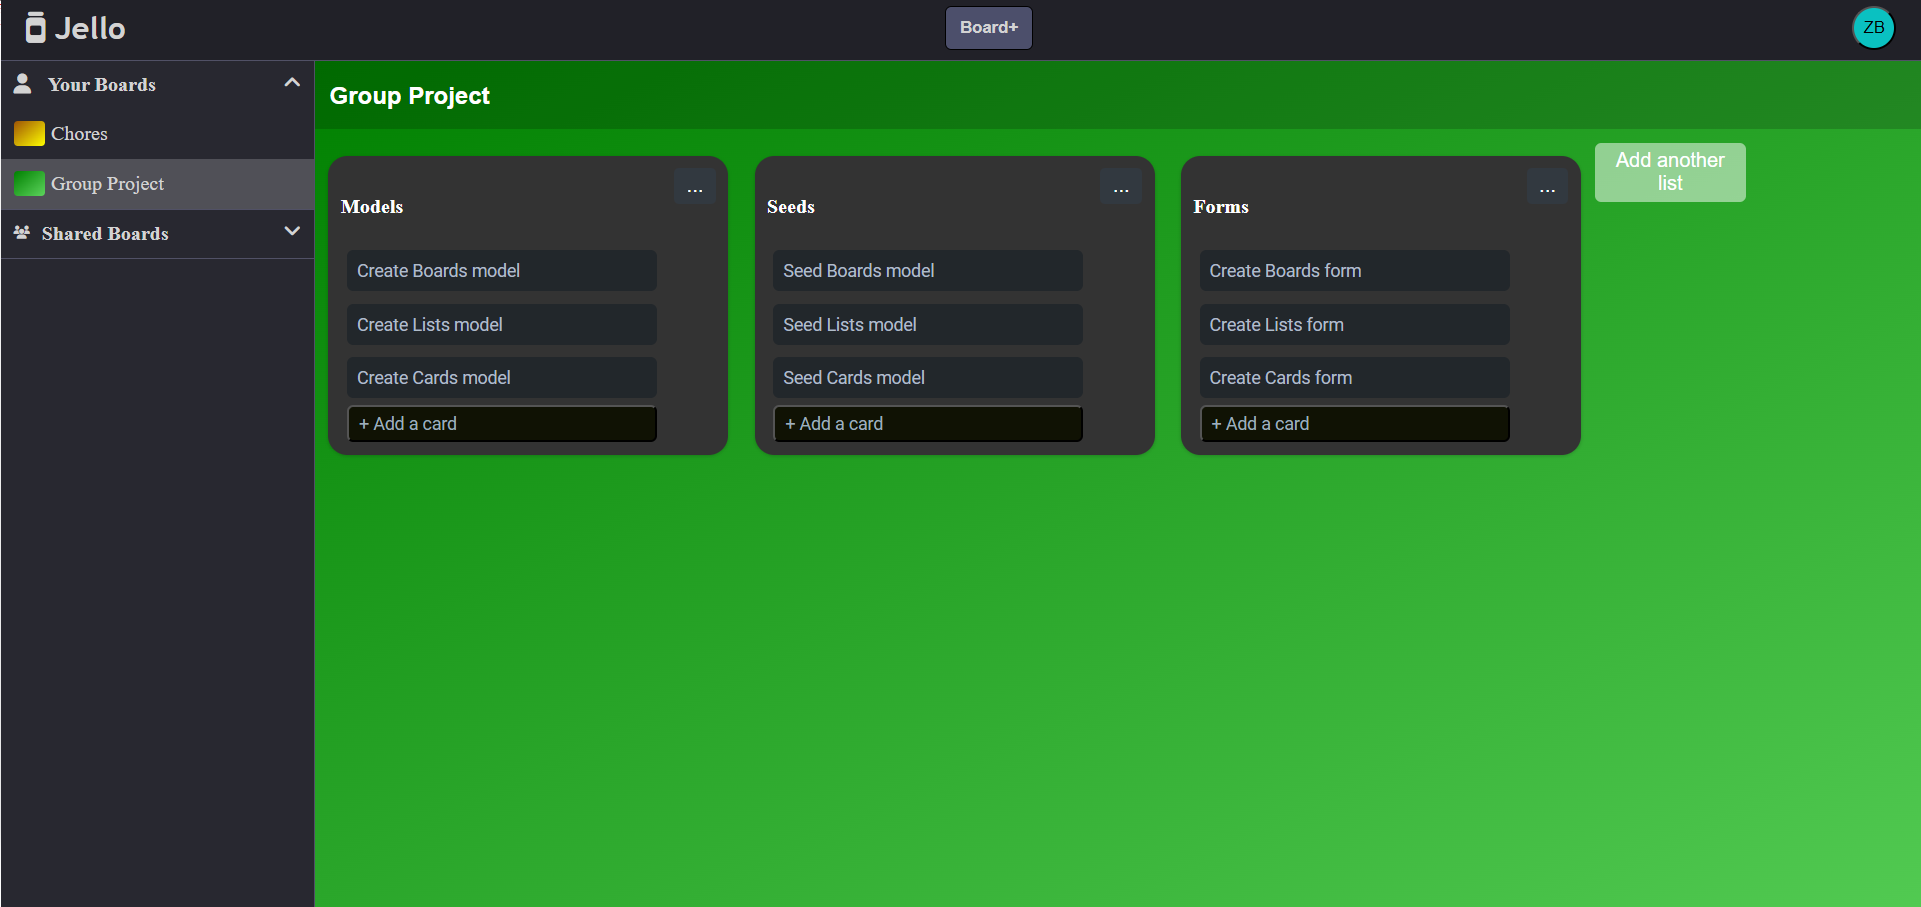 Jello
Board+
ZB
Your Boards
Chores
Group Project
Shared Boards
Group Project
Models
...
Create Boards model
Create Lists model
Create Cards model
+ Add a card
Seeds
...
Seed Boards model
Seed Lists model
Seed Cards model
+ Add a card
Forms
...
Create Boards form
Create Lists form
Create Cards form
+ Add a card
Add another
list